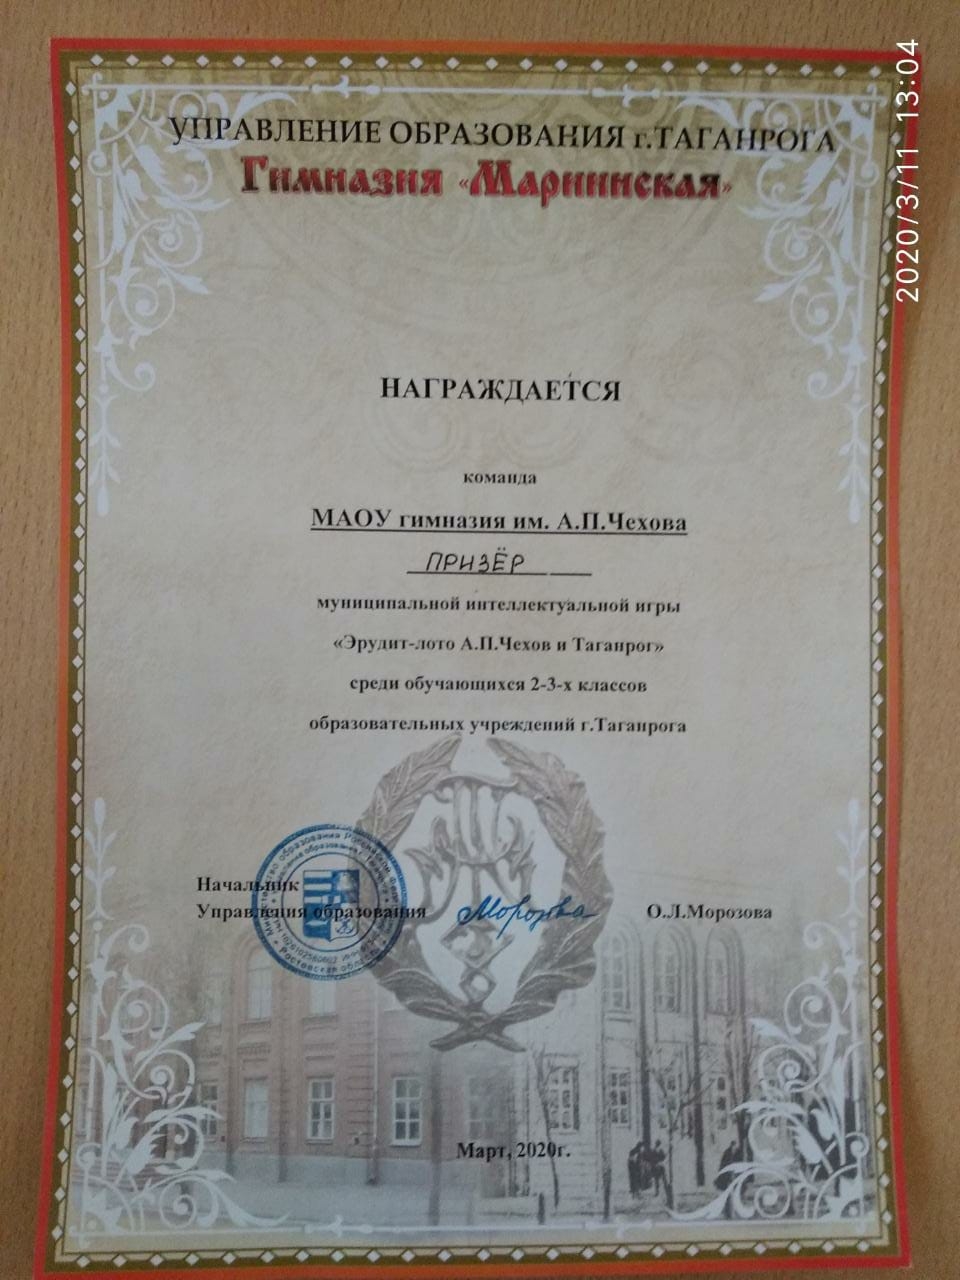 УПРАВЛЕНИЕ ОБРАЗОВАНИЯ г.ТАГАНРОГА
Гимназия «Мариинская»
НАГРАЖДАЕТСЯ
команда
МАОУ гимназия им. А.П.Чехова
ПРИЗЁР
муниципальной интеллектуальной игры
«Эрудит-лото А.П.Чехов и Таганрог»
среди обучающихся 2-3-х классов
образовательных учреждений г.Таганрога
Начальник
Управления образования Морозова О.Л.Морозова
Март, 2020г.
2020/3/11 13:04